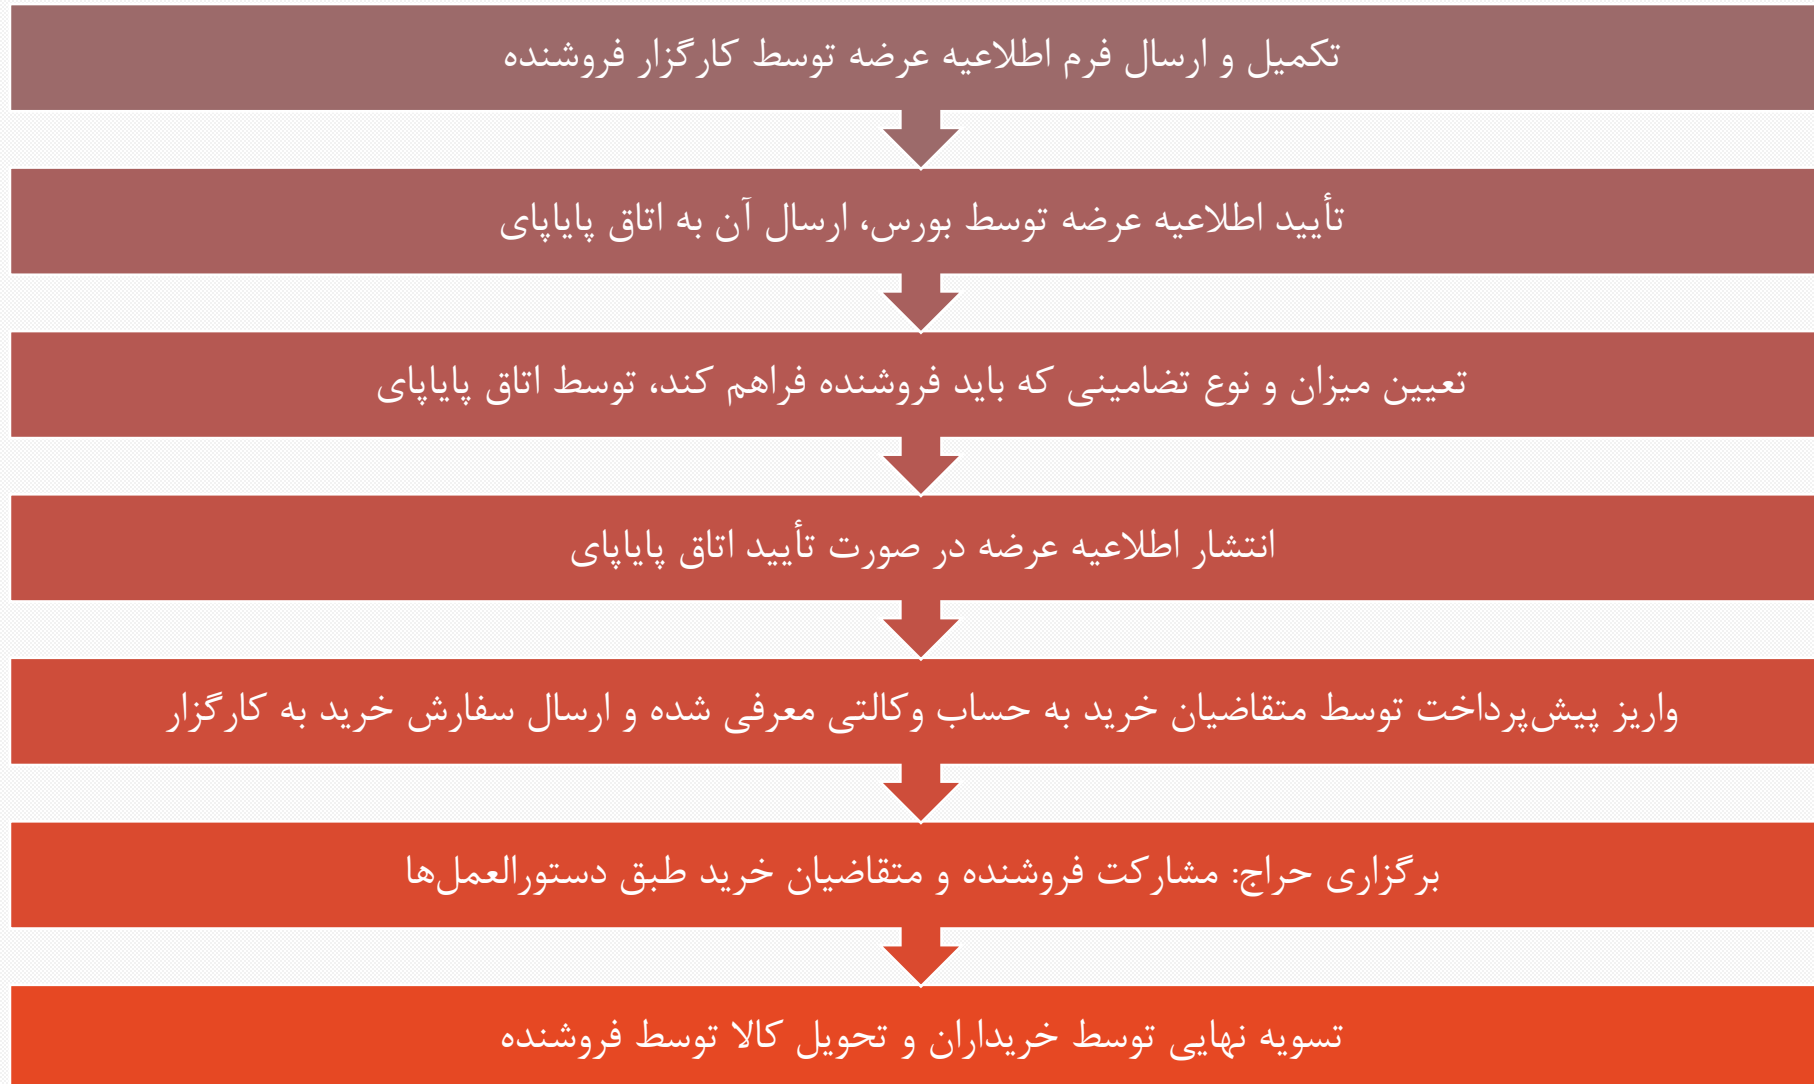 تکمیل و ارسال فرم اطلاعیه عرضه توسط کارگزار فروشنده
تأیید اطلاعیه عرضه توسط بورس، ارسال آن به اتاق پایاپای
تعیین میزان و نوع تضامینی که باید فروشنده فراهم کند، توسط اتاق پایاپای
انتشار اطلاعیه عرضه در صورت تأیید اتاق پایاپای
واریز پیش‌پرداخت توسط متقاضیان خرید به حساب وکالتی معرفی شده و ارسال سفارش خرید به کارگزار
برگزاری حراج: مشارکت فروشنده و متقاضیان خرید طبق دستورالعمل‌ها
تسویه نهایی توسط خریداران و تحویل کالا توسط فروشنده